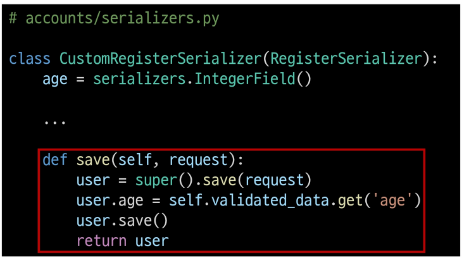 # accounts/serializers.py
class CustomRegisterSerializer(RegisterSerializer):
    age = serializers.IntegerField()
    ...
    def save(self, request):
        user = super().save(request)
        user.age = self.validated_data.get('age')
        user.save()
        return user